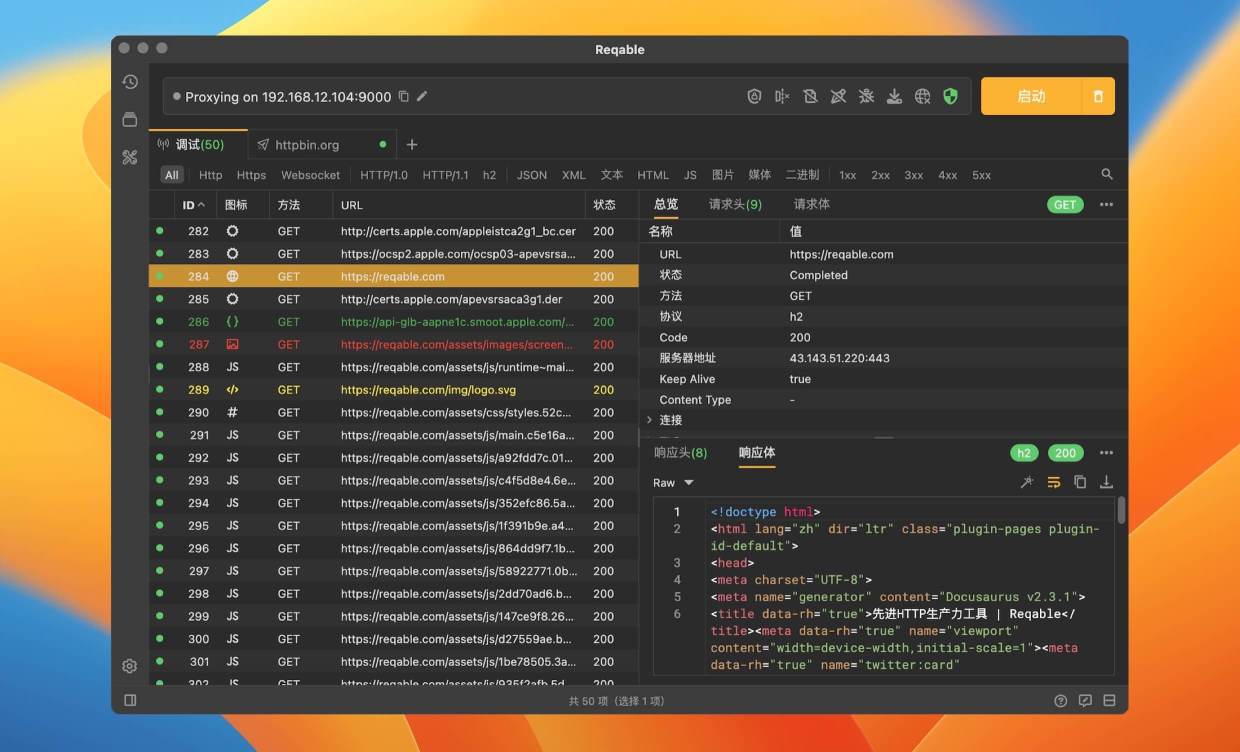 Reqable
Proxying on 192.168.12.104:9000
启动
调试(50)
httpbin.org
All Http Https Websocket HTTP/1.0 HTTP/1.1 h2 JSON XML 文本 HTML JS 图片 媒体 二进制 1xx 2xx 3xx 4xx 5xx
ID 图标 方法 URL 状态
282 GET http://certs.apple.com/appleistca2g1_bc.cer 200
283 GET https://ocsp2.apple.com/ocsp03-apevsrsa... 200
284 GET https://reqable.com 200
285 GET http://certs.apple.com/apevsrsaca3g1.der 200
286 {} GET https://api-glb-aapne1c.smoot.apple.com/... 200
287 GET https://reqable.com/assets/images/screen... 200
288 JS GET https://reqable.com/assets/js/runtime~mai... 200
289 </> GET https://reqable.com/img/logo.svg 200
290 # GET https://reqable.com/assets/css/styles.52c... 200
291 JS GET https://reqable.com/assets/js/main.c5e16a... 200
292 JS GET https://reqable.com/assets/js/a92fdd7c.01... 200
293 JS GET https://reqable.com/assets/js/c4f5d8e4.6e... 200
294 JS GET https://reqable.com/assets/js/352efc86.5a... 200
295 JS GET https://reqable.com/assets/js/1f391b9e.a4... 200
296 JS GET https://reqable.com/assets/js/864dd9f7.1b... 200
297 JS GET https://reqable.com/assets/js/58922771.0b... 200
298 JS GET https://reqable.com/assets/js/2dd70ad6.b... 200
299 JS GET https://reqable.com/assets/js/147ce9f8.26... 200
300 JS GET https://reqable.com/assets/js/d27559ae.b... 200
301 JS GET https://reqable.com/assets/js/1be78505.3a... 200
302 JS GET https://reqable.com/assets/js/935f2afb.5d... 200
总览 请求头(9) 请求体 GET
名称 值
URL https://reqable.com
状态 Completed
方法 GET
协议 h2
Code 200
服务器地址 43.143.51.220:443
Keep Alive true
Content Type -
连接
响应头(8) 响应体 h2 200
Raw
1 <!doctype html>
2 <html lang="zh" dir="ltr" class="plugin-pages plugin-
id-default">
3 <head>
4 <meta charset="UTF-8">
5 <meta name="generator" content="Docusaurus v2.3.1">
6 <title data-rh="true">先进HTTP生产力工具 | Reqable</
title><meta data-rh="true" name="viewport"
content="width=device-width,initial-scale=1"><meta
data-rh="true" name="twitter:card"
共 50 项 (选择 1 项)